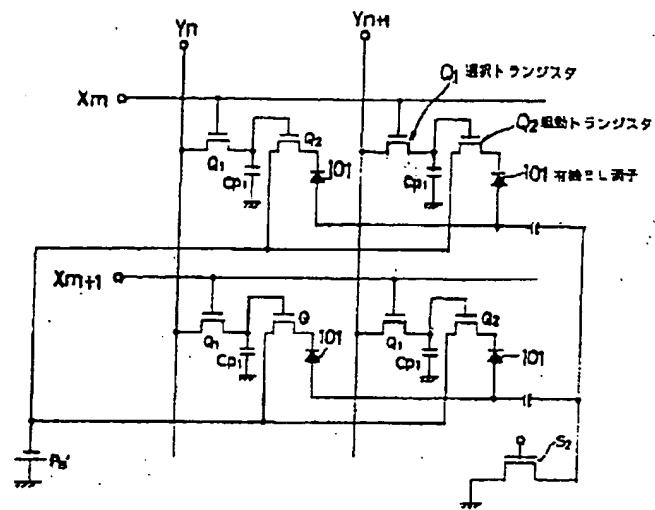 Yn
Yn+1
Q1 選択トランジスタ
Xm
Q2 駆動トランジスタ
Q1
Q2
101
Cp1
Cp1
101 有機EL素子
Xm+1
Q1
Q
101
Cp1
Q1
Q2
101
Cp1
S2